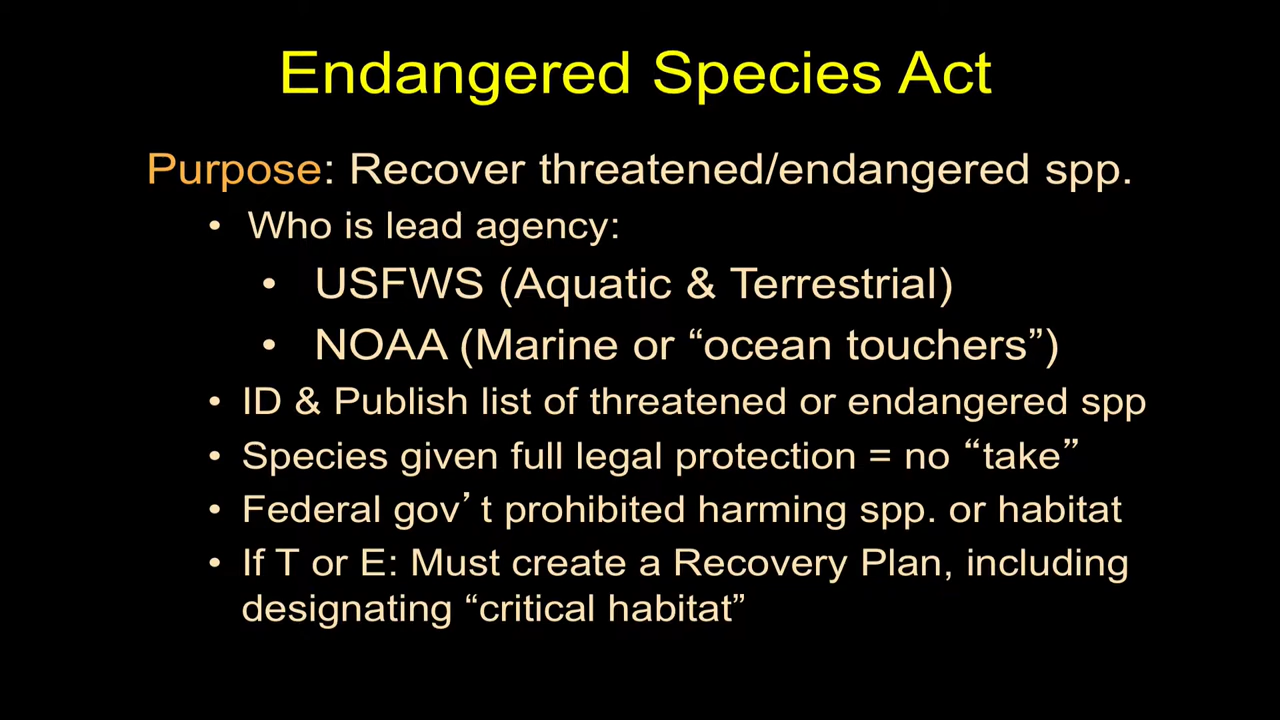 Endangered Species Act
Purpose: Recover threatened/endangered spp.
• Who is lead agency:
• USFWS (Aquatic & Terrestrial)
• NOAA (Marine or “ocean touchers”)
• ID & Publish list of threatened or endangered spp
• Species given full legal protection = no “take”
• Federal gov’t prohibited harming spp. or habitat
• If T or E: Must create a Recovery Plan, including
designating “critical habitat”